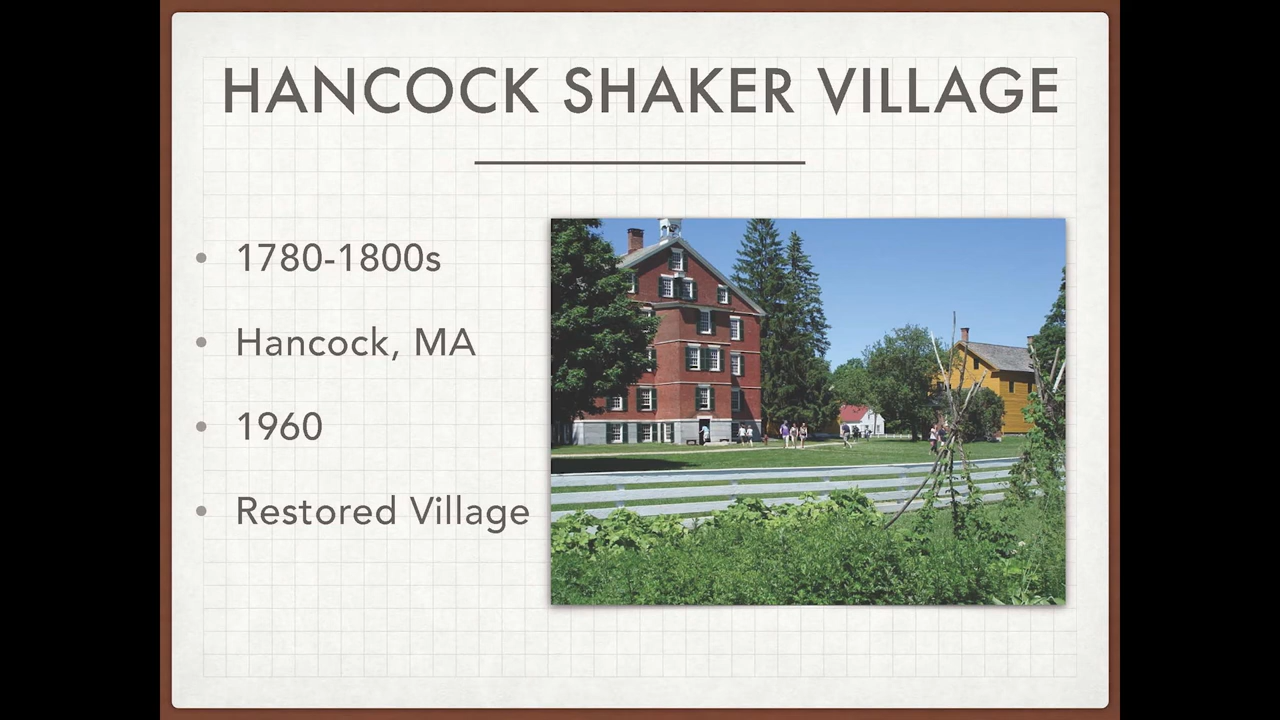 HANCOCK SHAKER VILLAGE
• 1780-1800s
• Hancock, MA
• 1960
• Restored Village